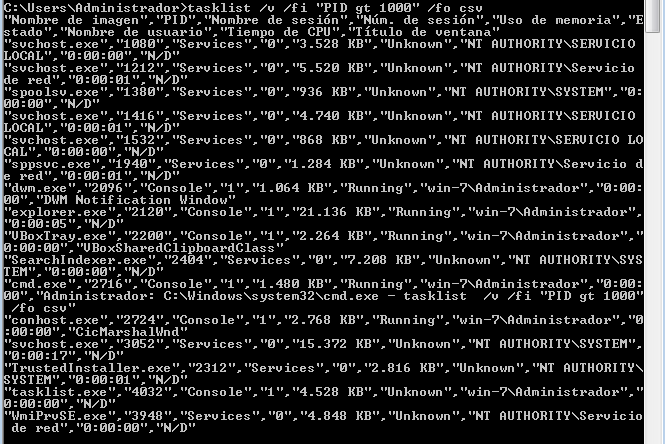 C:\Users\Administrador>tasklist /v /fi "PID gt 1000" /fo csv
"Nombre de imagen","PID","Nombre de sesión","Núm. de sesión","Uso de memoria","E
stado","Nombre de usuario","Tiempo de CPU","Título de ventana"
"svchost.exe","1080","Services","0","3.528 KB","Unknown","NT AUTHORITY\SERVICIO
LOCAL","0:00:00","N/D"
"svchost.exe","1212","Services","0","5.520 KB","Unknown","NT AUTHORITY\Servicio
de red","0:00:01","N/D"
"spoolsv.exe","1380","Services","0","936 KB","Unknown","NT AUTHORITY\SYSTEM","0:
00:00","N/D"
"svchost.exe","1416","Services","0","4.740 KB","Unknown","NT AUTHORITY\SERVICIO
LOCAL","0:00:01","N/D"
"svchost.exe","1532","Services","0","868 KB","Unknown","NT AUTHORITY\SERVICIO LO
CAL","0:00:00","N/D"
"sppsvc.exe","1940","Services","0","1.284 KB","Unknown","NT AUTHORITY\Servicio d
e red","0:00:01","N/D"
"dwm.exe","2096","Console","1","1.064 KB","Running","win-7\Administrador","0:00:
00","DWM Notification Window"
"explorer.exe","2120","Console","1","21.136 KB","Running","win-7\Administrador",
"0:00:05","N/D"
"VBoxTray.exe","2200","Console","1","2.264 KB","Running","win-7\Administrador","
0:00:00","VBoxSharedClipboardClass"
"SearchIndexer.exe","2404","Services","0","7.208 KB","Unknown","NT AUTHORITY\SYS
TEM","0:00:00","N/D"
"cmd.exe","2716","Console","1","1.480 KB","Running","win-7\Administrador","0:00:
00","Administrador: C:\Windows\system32\cmd.exe - tasklist  /v /fi "PID gt 1000"
/fo csv"
"conhost.exe","2724","Console","1","2.768 KB","Running","win-7\Administrador","0
:00:00","CicMarshalWnd"
"svchost.exe","3052","Services","0","15.372 KB","Unknown","NT AUTHORITY\SYSTEM",
"0:00:17","N/D"
"TrustedInstaller.exe","2312","Services","0","2.816 KB","Unknown","NT AUTHORITY\
SYSTEM","0:00:01","N/D"
"tasklist.exe","4032","Console","1","4.528 KB","Unknown","win-7\Administrador","
0:00:00","N/D"
"WmiPrvSE.exe","3948","Services","0","4.848 KB","Unknown","NT AUTHORITY\Servicio
de red","0:00:00","N/D"